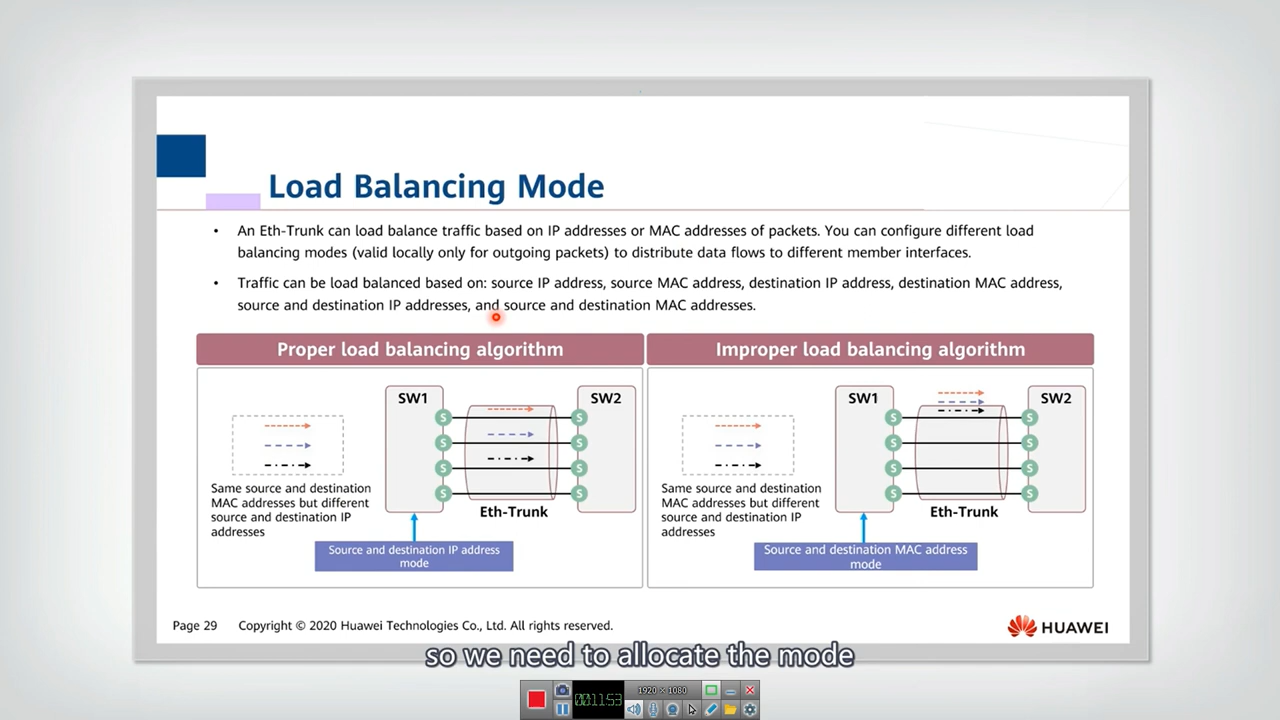 Load Balancing Mode
• An Eth-Trunk can load balance traffic based on IP addresses or MAC addresses of packets. You can configure different load
balancing modes (valid locally only for outgoing packets) to distribute data flows to different member interfaces.
• Traffic can be load balanced based on: source IP address, source MAC address, destination IP address, destination MAC address,
source and destination IP addresses, and source and destination MAC addresses.
Proper load balancing algorithm
SW1
SW2
S
S
S
S
S
S
S
S
Same source and destination
MAC addresses but different
source and destination IP
addresses
Eth-Trunk
Source and destination IP address
mode
Improper load balancing algorithm
SW1
SW2
S
S
S
S
S
S
S
S
Same source and destination
MAC addresses but different
source and destination IP
addresses
Eth-Trunk
Source and destination MAC address
mode
Page 29
Copyright © 2020 Huawei Technologies Co., Ltd. All rights reserved.
HUAWEI
so we need to allocate the mode
00:11:53
1920 × 1080